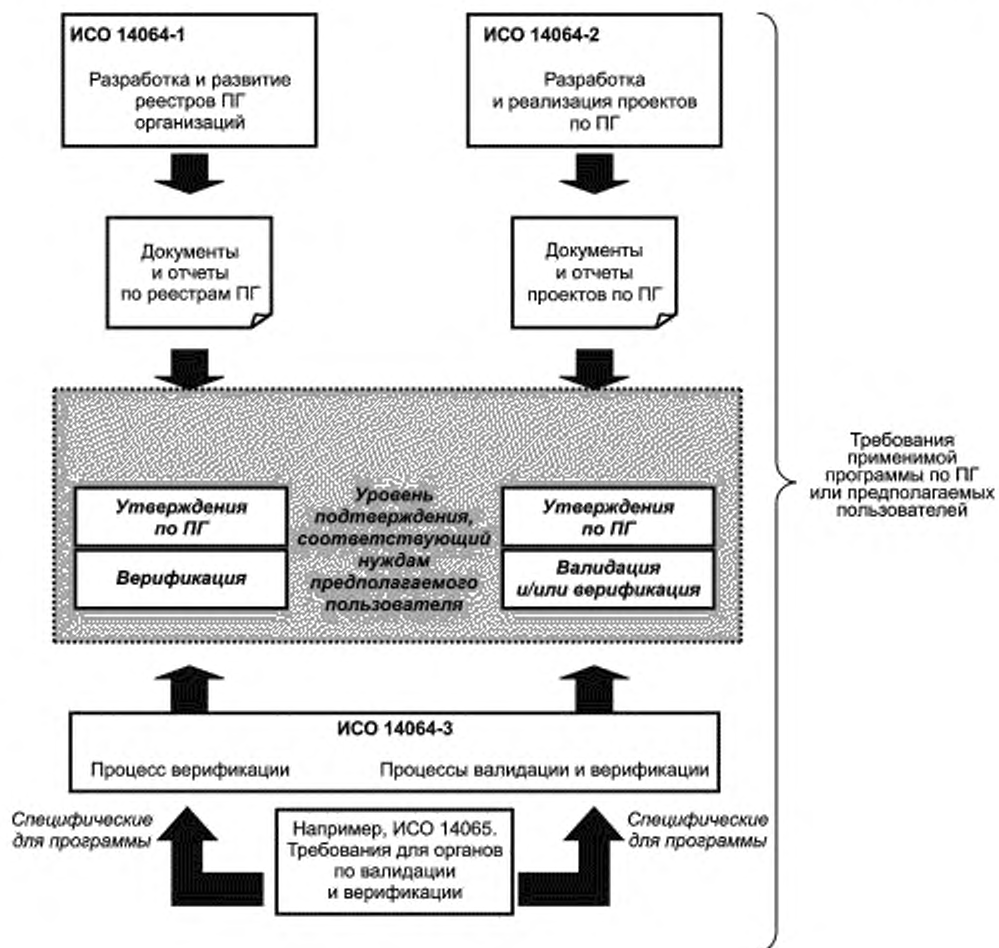 ИСО 14064-1
Разработка и развитие
реестров ПГ
организаций
ИСО 14064-2
Разработка
и реализация проектов
по ПГ
Документы
и отчеты
по реестрам ПГ
Документы
и отчеты
проектов по ПГ
Утверждения
по ПГ
Верификация
Уровень
подтверждения,
соответствующий
нуждам
предполагаемого
пользователя
Утверждения
по ПГ
Валидация
и/или верификация
ИСО 14064-3
Процесс верификации
Процессы валидации и верификации
Специфические
для программы
Например, ИСО 14065.
Требования для органов
по валидации
и верификации
Специфические
для программы
Требования
применимой
программы по ПГ
или предполагаемых
пользователей